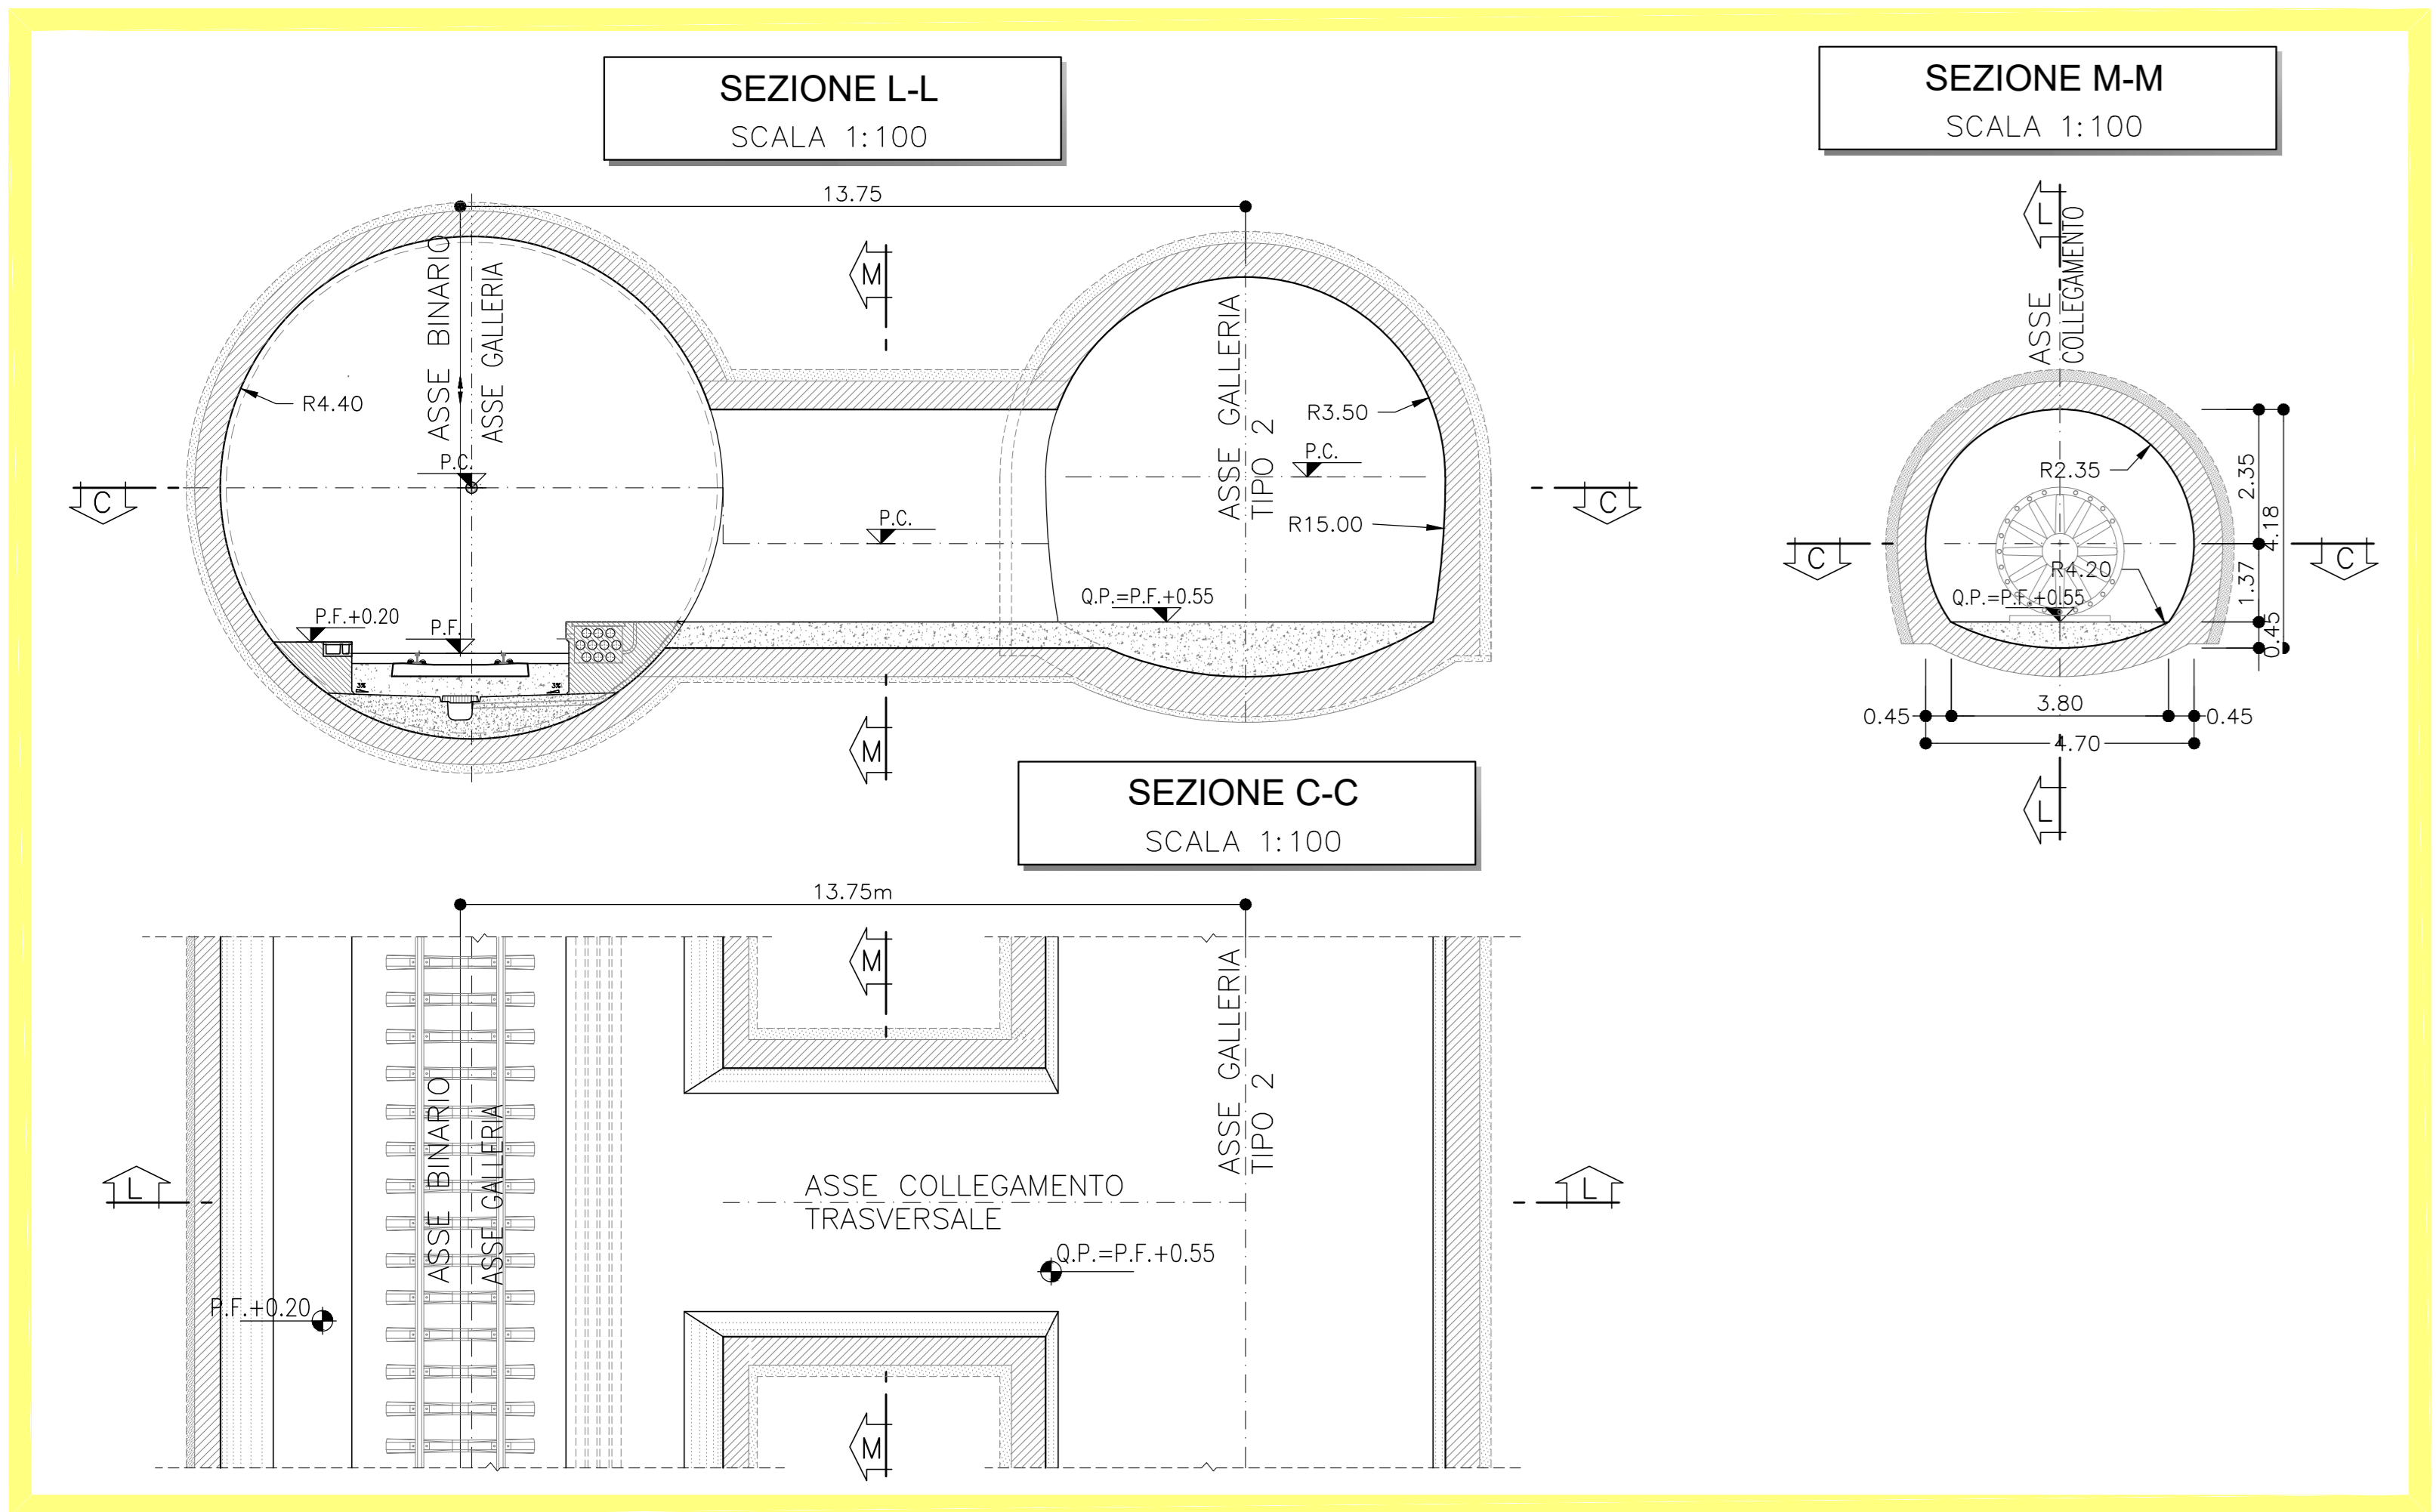 SEZIONE L-L
SCALA 1:100
SEZIONE M-M
SCALA 1:100
13.75
ASSE BINARIO
ASSE GALLERIA
M
R4.40
P.C.
C
P.F.+0.20
P.F.
3%
3%
P.C.
Q.P.=P.F.+0.55
ASSE GALLERIA
TIPO 2
R3.50
P.C.
R15.00
C
M
L
ASSE
COLLEGAMENTO
R2.35
R4.20
Q.P.=P.F.+0.55
C
C
2.35
4.18
1.37
0.45
0.45
3.80
0.45
4.70
L
SEZIONE C-C
SCALA 1:100
13.75m
M
ASSE BINARIO
ASSE GALLERIA
ASSE GALLERIA
TIPO 2
L
ASSE COLLEGAMENTO
TRASVERSALE
L
Q.P.=P.F.+0.55
P.F.+0.20
M